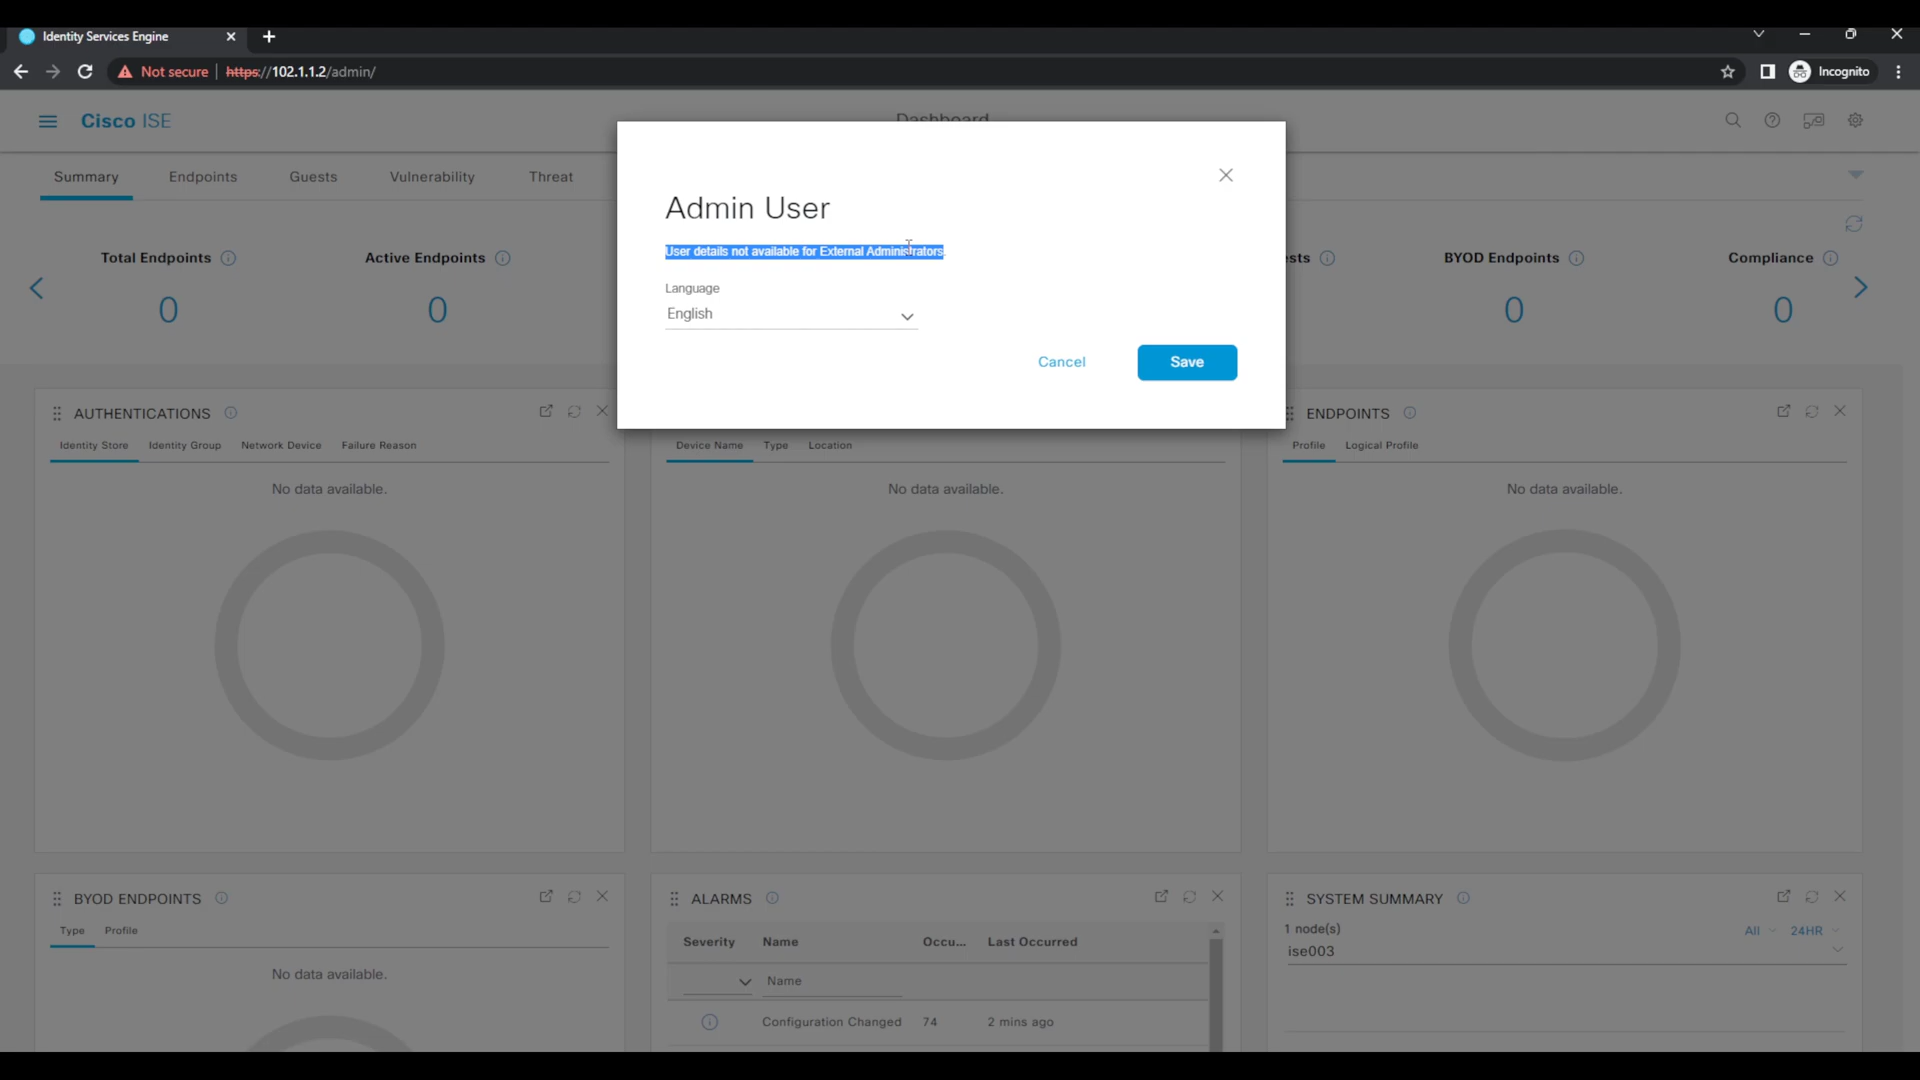 Identity Services Engine
Not secure
https://102.1.1.2/admin/
Incognito
Cisco ISE
Dashboard
Summary
Endpoints
Guests
Vulnerability
Threat
Admin User
User details not available for External Administrators.
Language
English
Cancel
Save
Total Endpoints
0
Active Endpoints
0
sts
BYOD Endpoints
0
Compliance
0
AUTHENTICATIONS
Identity Store
Identity Group
Network Device
Failure Reason
No data available.
Device Name
Type
Location
No data available.
ENDPOINTS
Profile
Logical Profile
No data available.
BYOD ENDPOINTS
Type
Profile
No data available.
ALARMS
Severity
Name
Occu...
Last Occurred
Name
Configuration Changed
74
2 mins ago
SYSTEM SUMMARY
1 node(s)
All
24HR
ise003